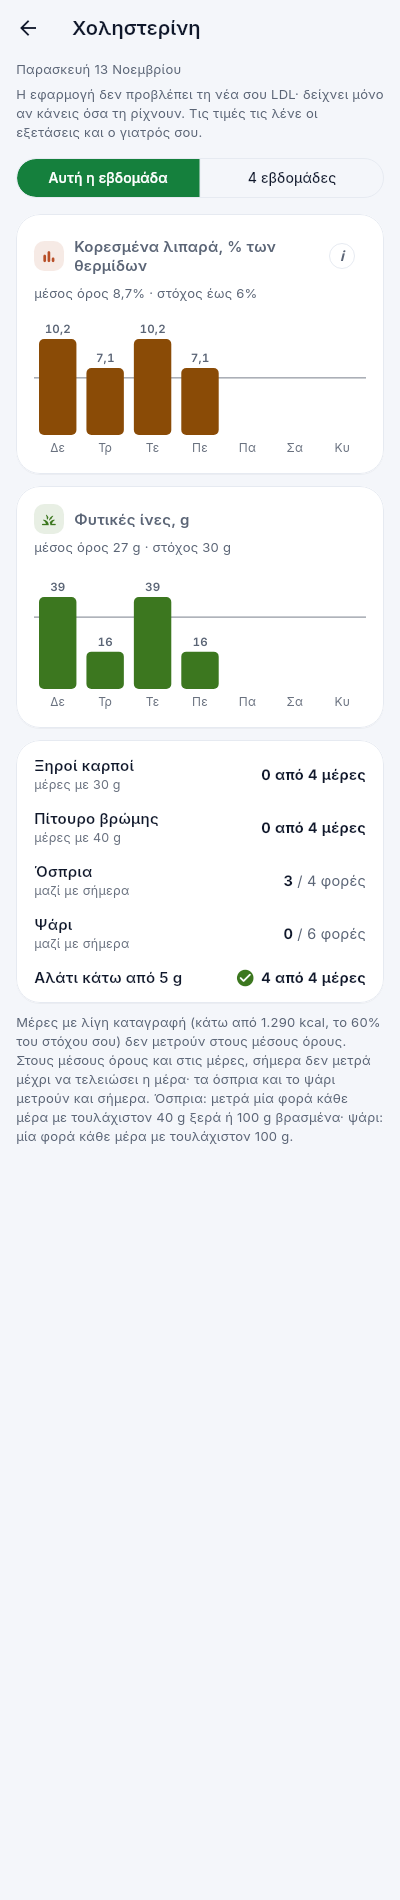 Χοληστερίνη
Παρασκευή 13 Νοεμβρίου
Η εφαρμογή δεν προβλέπει τη νέα σου LDL· δείχνει μόνο
αν κάνεις όσα τη ρίχνουν. Τις τιμές τις λένε οι
εξετάσεις και ο γιατρός σου.
Αυτή η εβδομάδα
4 εβδομάδες
Κορεσμένα λιπαρά, % των
θερμίδων
i
μέσος όρος 8,7% · στόχος έως 6%
10,2 7,1 10,2 7,1
Δε Τρ Τε Πε Πα Σα Κυ
Φυτικές ίνες, g
μέσος όρος 27 g · στόχος 30 g
39 16 39 16
Δε Τρ Τε Πε Πα Σα Κυ
Ξηροί καρποί
μέρες με 30 g
0 από 4 μέρες
Πίτουρο βρώμης
μέρες με 40 g
0 από 4 μέρες
Όσπρια
μαζί με σήμερα
3 / 4 φορές
Ψάρι
μαζί με σήμερα
0 / 6 φορές
Αλάτι κάτω από 5 g
4 από 4 μέρες
Μέρες με λίγη καταγραφή (κάτω από 1.290 kcal, το 60%
του στόχου σου) δεν μετρούν στους μέσους όρους.
Στους μέσους όρους και στις μέρες, σήμερα δεν μετρά
μέχρι να τελειώσει η μέρα· τα όσπρια και το ψάρι
μετρούν και σήμερα. Όσπρια: μετρά μία φορά κάθε
μέρα με τουλάχιστον 40 g ξερά ή 100 g βρασμένα· ψάρι:
μία φορά κάθε μέρα με τουλάχιστον 100 g.